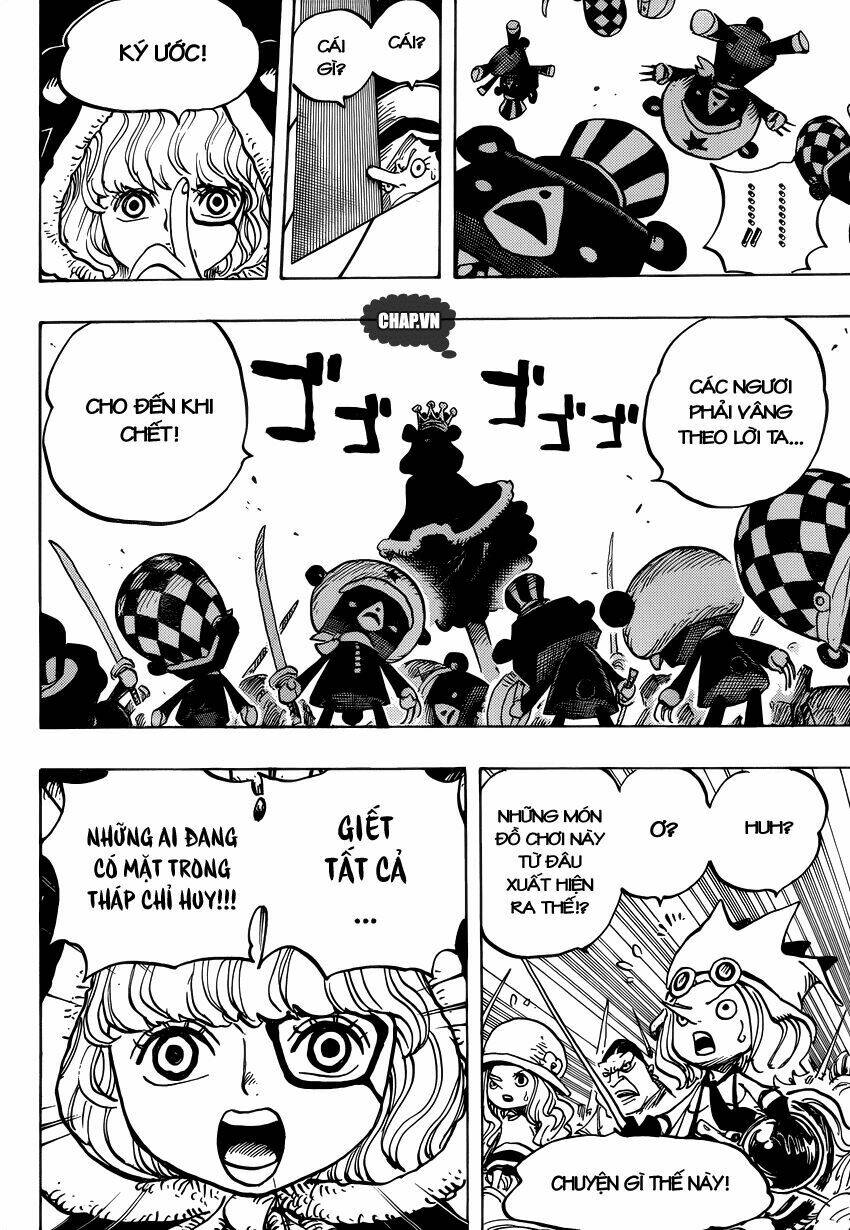 KÝ ƯỚC!
CÁI
GÌ?
CÁI?
......!!
......!!
CHAP.VN
CHO ĐẾN KHI
CHẾT!
ゴゴ
ゴゴゴ
CÁC NGƯƠI
PHẢI VÂNG
THEO LỜI TA...
GIẾT
TẤT CẢ
...
NHỮNG AI ĐANG
CÓ MẶT TRONG
THÁP CHỈ HUY!!!
NHỮNG MÓN
ĐỒ CHƠI NÀY
TỪ ĐÂU
XUẤT HIỆN
RA THẾ!?
Ơ?
HUH?
CHUYỆN GÌ THẾ NÀY!